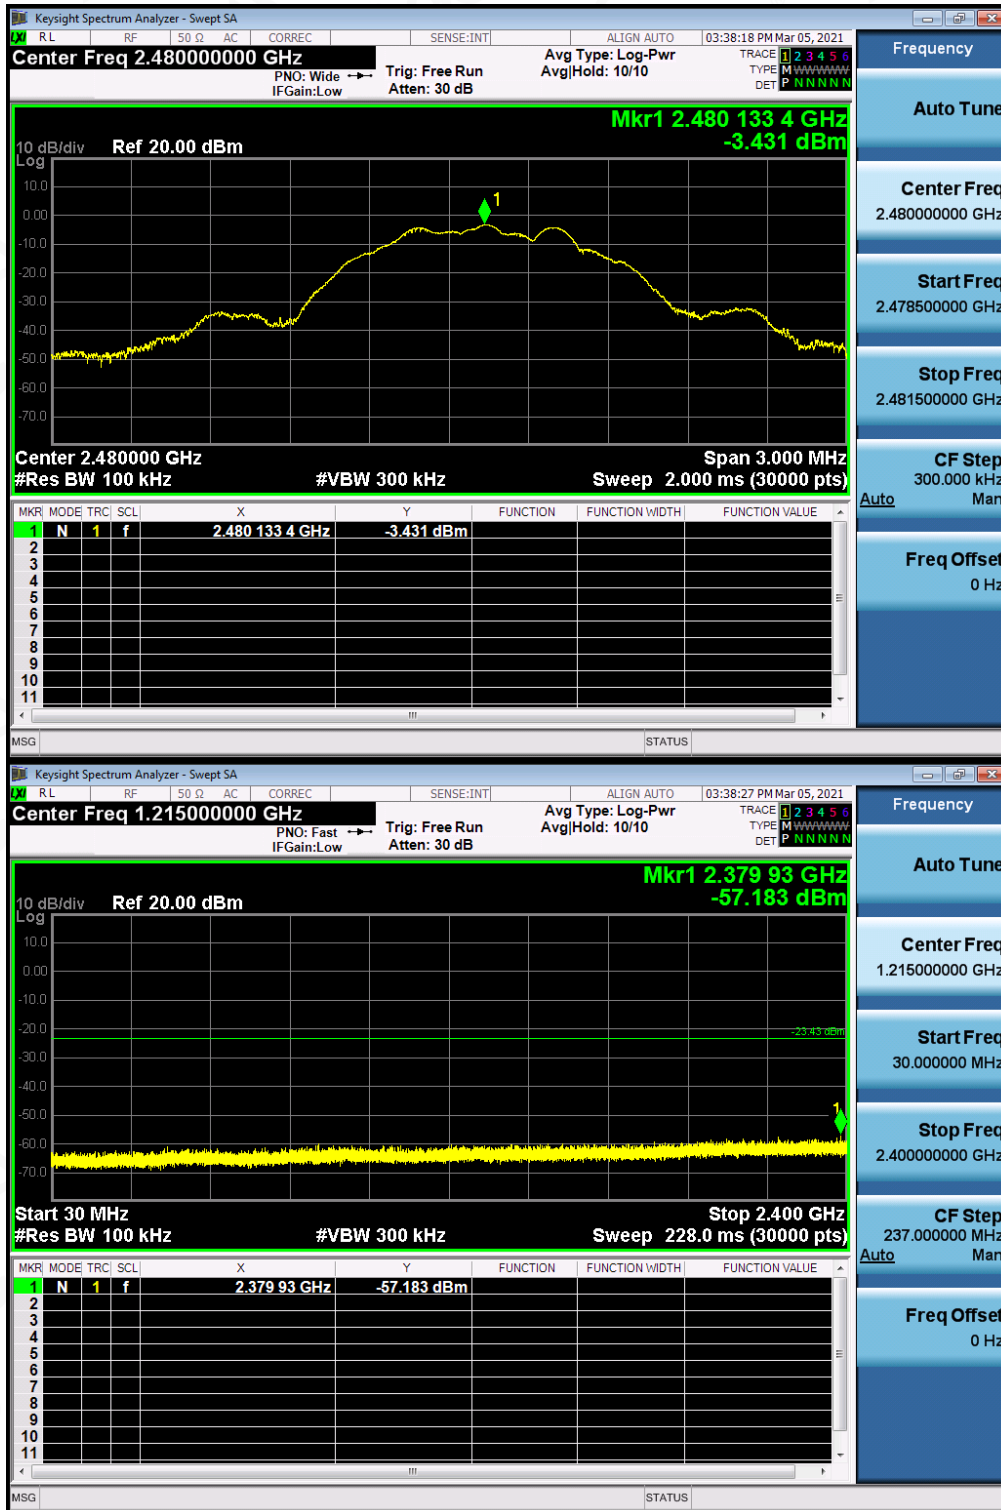 Keysight Spectrum Analyzer - Swept SA
LXI RL RF 50 Ω AC CORREC SENSE:INT ALIGN AUTO 03:38:18 PM Mar 05, 2021
Center Freq 2.480000000 GHz
PNO: Wide
IFGain:Low
Trig: Free Run
Atten: 30 dB
Avg Type: Log-Pwr
Avg|Hold: 10/10
TRACE 1 2 3 4 5 6
TYPE M WWWWW
DET P N N N N N
Mkr1 2.480 133 4 GHz
-3.431 dBm
10 dB/div Ref 20.00 dBm
Log
10.0
0.00
-10.0
-20.0
-30.0
-40.0
-50.0
-60.0
-70.0
1
Center 2.480000 GHz Span 3.000 MHz
#Res BW 100 kHz #VBW 300 kHz Sweep 2.000 ms (30000 pts)
MKR MODE TRC SCL X Y FUNCTION FUNCTION WIDTH FUNCTION VALUE
1 N 1 f 2.480 133 4 GHz -3.431 dBm
2
3
4
5
6
7
8
9
10
11
MSG STATUS
Frequency
Auto Tune
Center Freq
2.480000000 GHz
Start Freq
2.478500000 GHz
Stop Freq
2.481500000 GHz
CF Step
300.000 kHz
Auto Man
Freq Offset
0 Hz
Keysight Spectrum Analyzer - Swept SA
LXI RL RF 50 Ω AC CORREC SENSE:INT ALIGN AUTO 03:38:27 PM Mar 05, 2021
Center Freq 1.215000000 GHz
PNO: Fast
IFGain:Low
Trig: Free Run
Atten: 30 dB
Avg Type: Log-Pwr
Avg|Hold: 10/10
TRACE 1 2 3 4 5 6
TYPE M WWWWW
DET P N N N N N
Mkr1 2.379 93 GHz
-57.183 dBm
10 dB/div Ref 20.00 dBm
Log
10.0
0.00
-10.0
-20.0
-30.0
-40.0
-50.0
-60.0
-70.0
-23.43 dBm
1
Start 30 MHz Stop 2.400 GHz
#Res BW 100 kHz #VBW 300 kHz Sweep 228.0 ms (30000 pts)
MKR MODE TRC SCL X Y FUNCTION FUNCTION WIDTH FUNCTION VALUE
1 N 1 f 2.379 93 GHz -57.183 dBm
2
3
4
5
6
7
8
9
10
11
MSG STATUS
Frequency
Auto Tune
Center Freq
1.215000000 GHz
Start Freq
30.000000 MHz
Stop Freq
2.400000000 GHz
CF Step
237.000000 MHz
Auto Man
Freq Offset
0 Hz